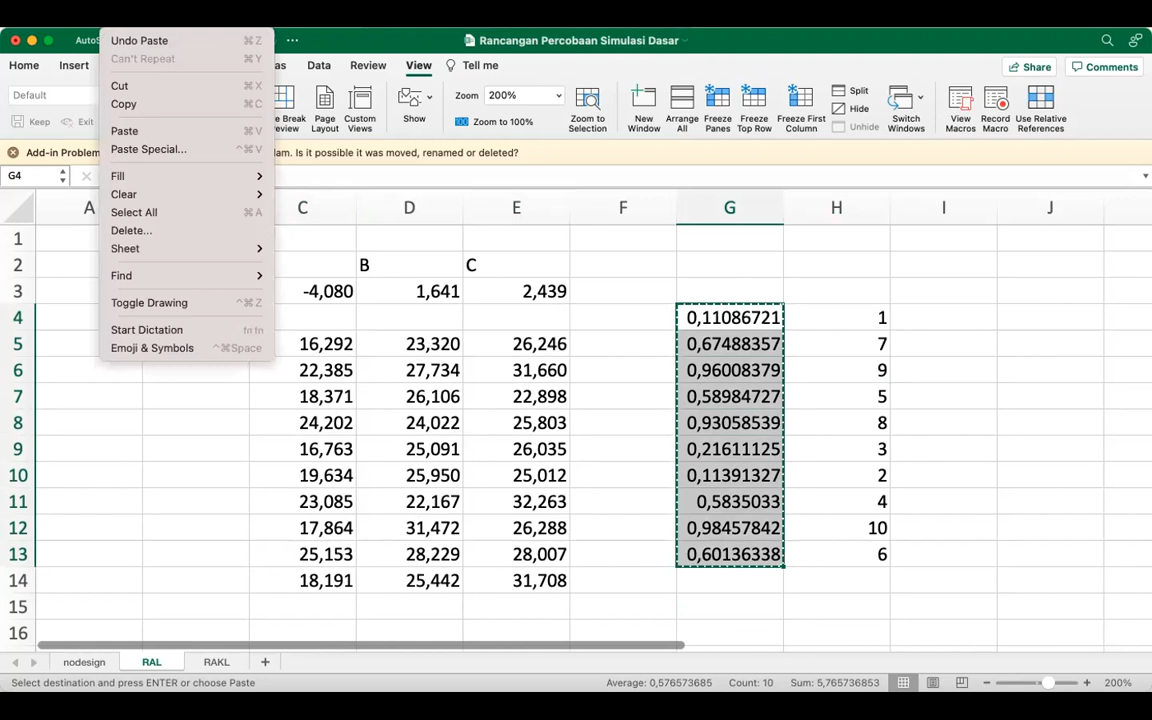 AutoS
Rancangan Percobaan Simulasi Dasar
Home Insert as Data Review View Tell me
Share Comments
Default
Keep Exit
e Break
review
Page
Layout
Custom
Views
Show
Zoom 200%
Zoom to 100%
Zoom to
Selection
New
Window
Arrange
All
Freeze
Panes
Freeze
Top Row
Freeze First
Column
Split
Hide
Unhide
Switch
Windows
View
Macros
Record
Macro
Use Relative
References
Add-in Problem
lam. Is it possible it was moved, renamed or deleted?
G4
Undo Paste ⌘Z
Can't Repeat ⌘Y
Cut ⌘X
Copy ⌘C
Paste ⌘V
Paste Special... ^⌘V
Fill
Clear
Select All ⌘A
Delete...
Sheet
Find
Toggle Drawing ^⌘Z
Start Dictation fn fn
Emoji & Symbols ^⌘Space
A C D E F G H I J
1
2 B C
3 -4,080 1,641 2,439
4 0,11086721 1
5 16,292 23,320 26,246 0,67488357 7
6 22,385 27,734 31,660 0,96008379 9
7 18,371 26,106 22,898 0,58984727 5
8 24,202 24,022 25,803 0,93058539 8
9 16,763 25,091 26,035 0,21611125 3
10 19,634 25,950 25,012 0,11391327 2
11 23,085 22,167 32,263 0,5835033 4
12 17,864 31,472 26,288 0,98457842 10
13 25,153 28,229 28,007 0,60136338 6
14 18,191 25,442 31,708
15
16
nodesign RAL RAKL +
Select destination and press ENTER or choose Paste Average: 0,576573685 Count: 10 Sum: 5,765736853 200%